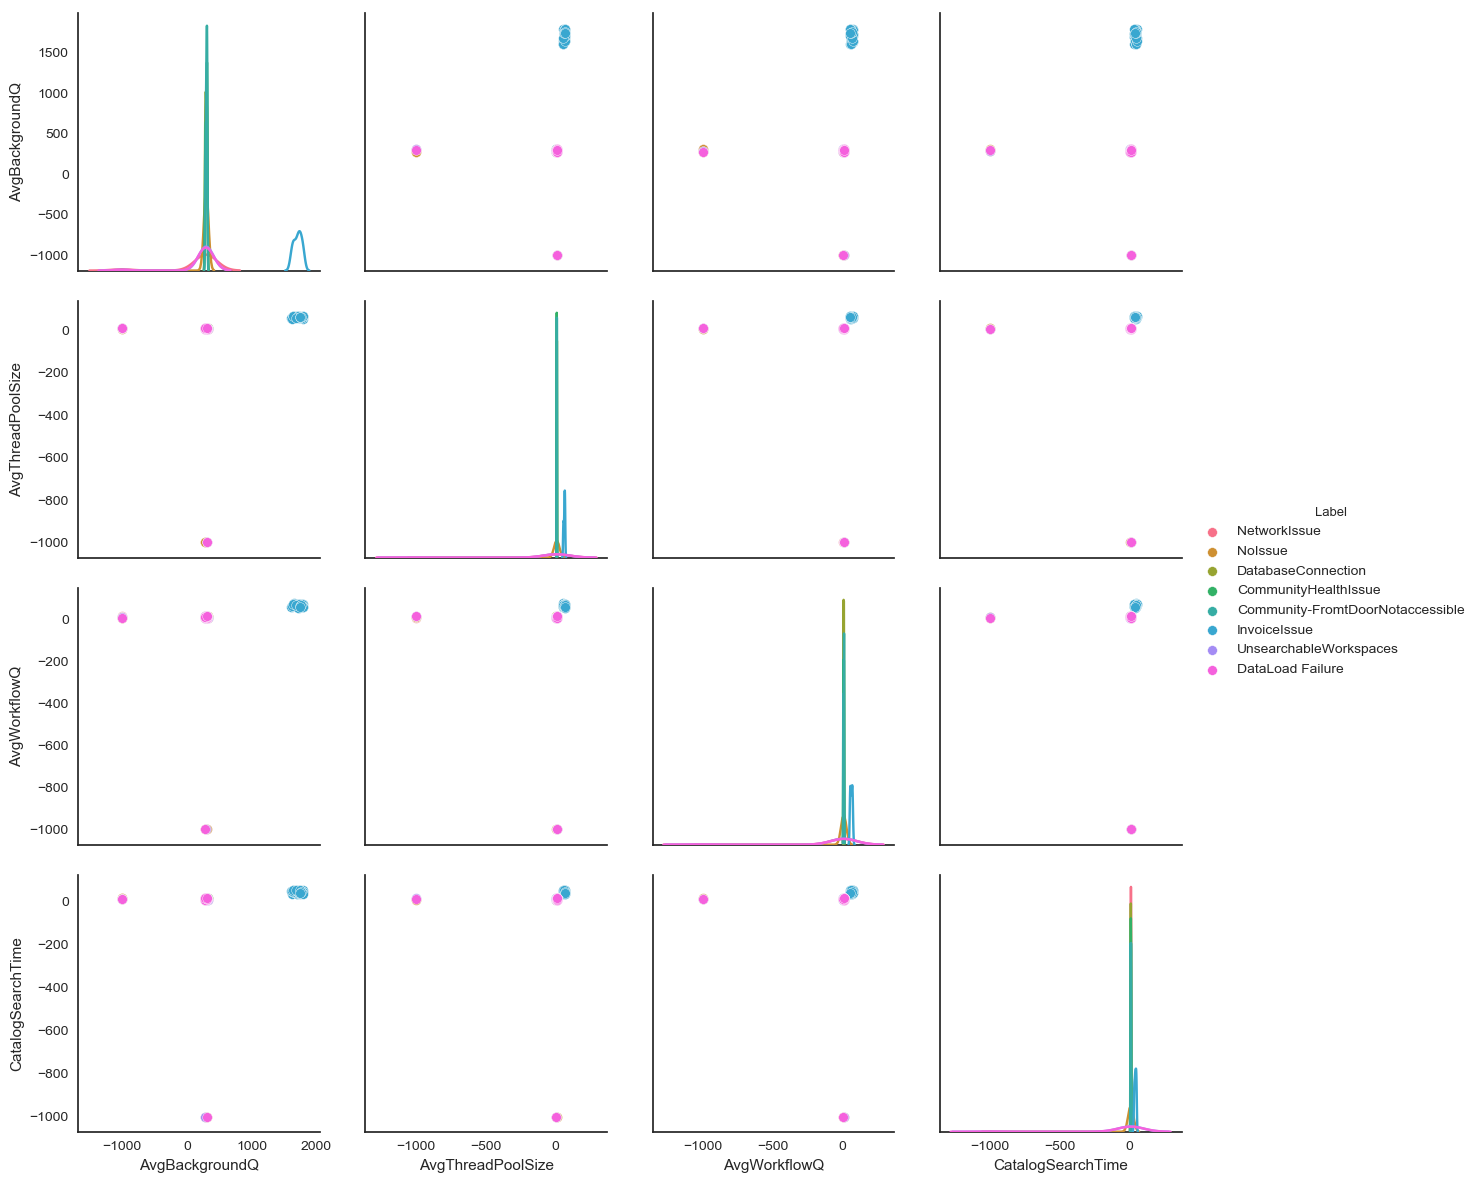 AvgBackgroundQ
1500
1000
500
0
−500
−1000
AvgThreadPoolSize
0
−200
−400
−600
−800
−1000
AvgWorkflowQ
0
−200
−400
−600
−800
−1000
CatalogSearchTime
0
−200
−400
−600
−800
−1000
−1000 0 1000 2000
AvgBackgroundQ
−1000 −500 0
AvgThreadPoolSize
−1000 −500 0
AvgWorkflowQ
−1000 −500 0
CatalogSearchTime
Label
NetworkIssue
NoIssue
DatabaseConnection
CommunityHealthIssue
Community-FromtDoorNotaccessible
InvoiceIssue
UnsearchableWorkspaces
DataLoad Failure